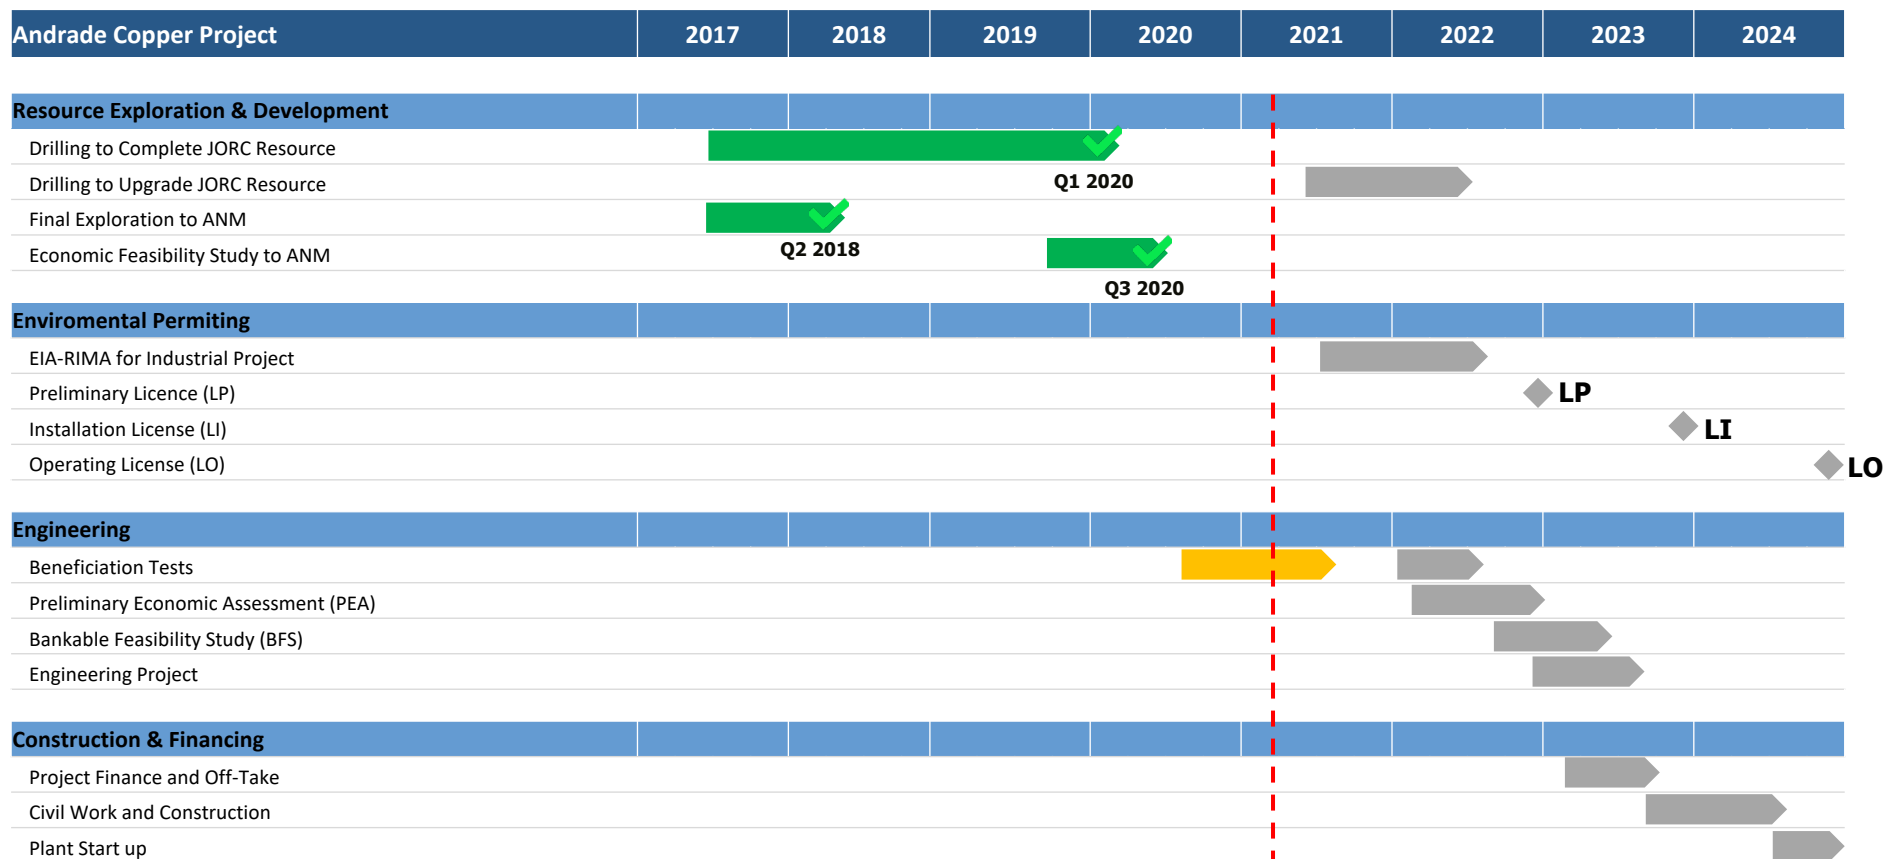 Andrade Copper Project 2017 2018 2019 2020 2021 2022 2023 2024
Resource Exploration & Development
Drilling to Complete JORC Resource
Drilling to Upgrade JORC Resource
Q1 2020
Final Exploration to ANM
Economic Feasibility Study to ANM
Q2 2018
Q3 2020
Enviromental Permiting
EIA-RIMA for Industrial Project
Preliminary Licence (LP)
LP
Installation License (LI)
LI
Operating License (LO)
LO
Engineering
Beneficiation Tests
Preliminary Economic Assessment (PEA)
Bankable Feasibility Study (BFS)
Engineering Project
Construction & Financing
Project Finance and Off-Take
Civil Work and Construction
Plant Start up